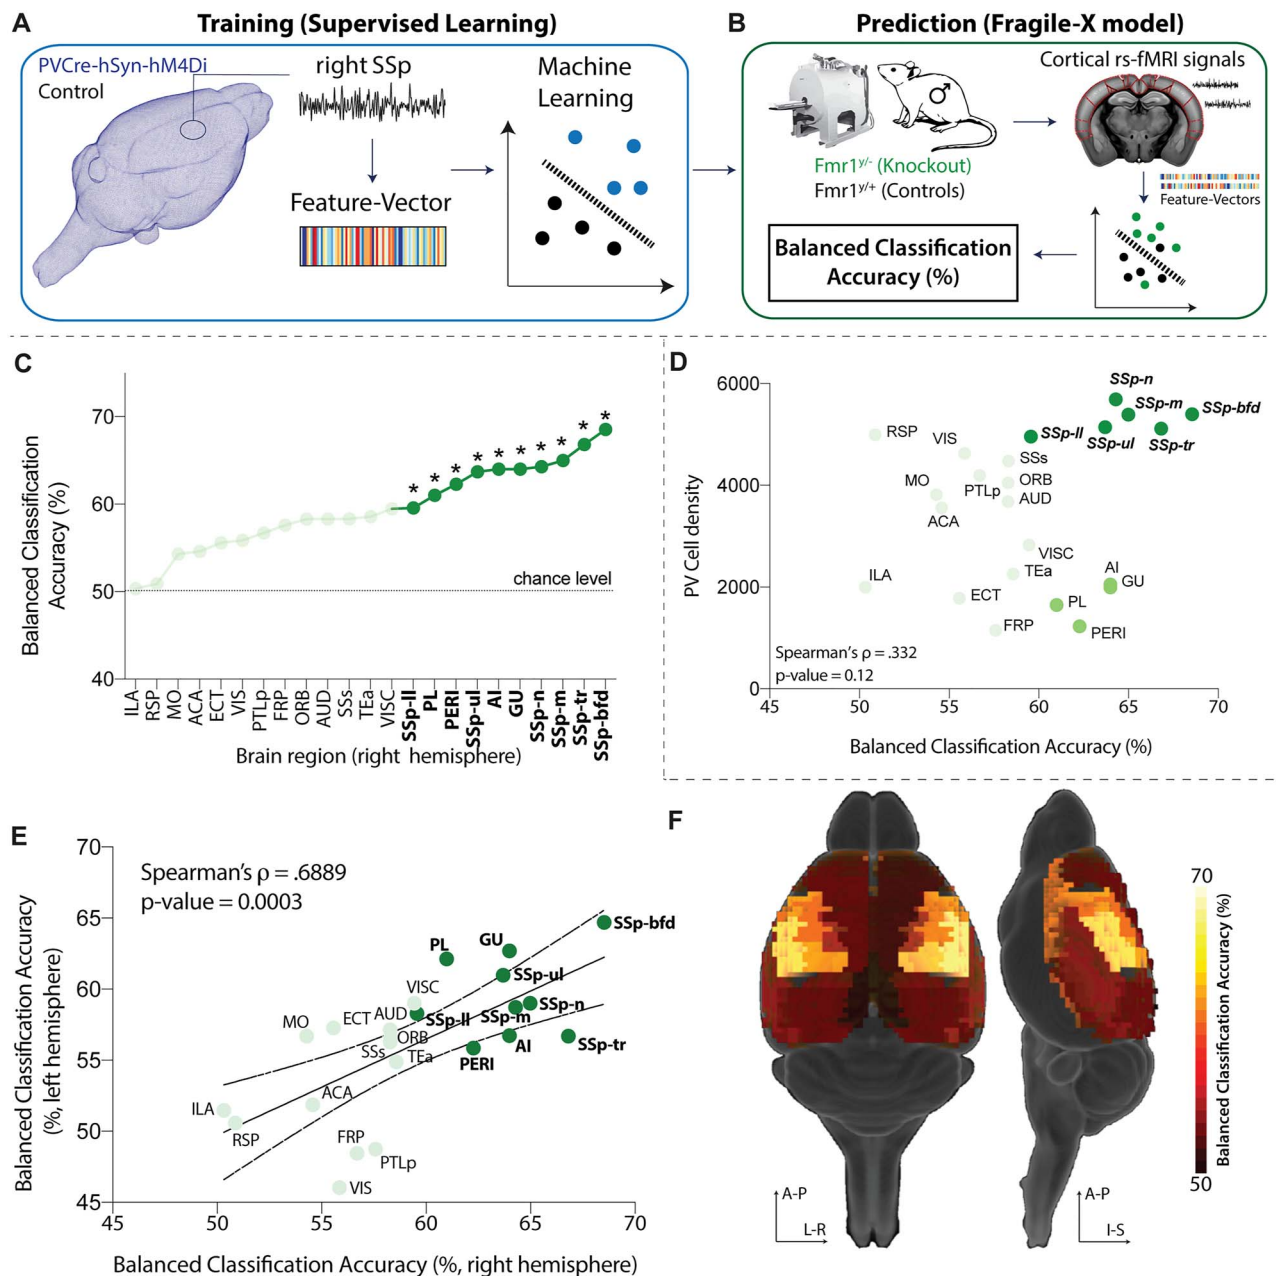 A
Training (Supervised Learning)
PVCre-hSyn-hM4Di
Control
right SSp
Feature-Vector
Machine
Learning
B
Prediction (Fragile-X model)
Cortical rs-fMRI signals
Fmr1y/- (Knockout)
Fmr1y/+ (Controls)
Feature-Vectors
Balanced Classification
Accuracy (%)
C
Balanced Classification
Accuracy (%)
70
60
50
40
* * * * * * * * * *
chance level
ILA RSP MO ACA ECT VIS PTLp FRP ORB AUD SSs TEa VISC SSp-ll PL PERI SSp-ul AI GU SSp-n SSp-m SSp-tr SSp-bfd
Brain region (right hemisphere)
D
PV Cell density
6000
4000
2000
0
SSp-n
SSp-m
SSp-bfd
SSp-ll
SSp-ul
SSp-tr
RSP
VIS
SSs
MO
PTLp
ORB
ACA
AUD
VISC
ILA
TEa
AI
GU
ECT
PL
FRP
PERI
Spearman's ρ = .332
p-value = 0.12
45 50 55 60 65 70
Balanced Classification Accuracy (%)
E
Balanced Classification Accuracy
(%, left hemisphere)
70
65
60
55
50
45
Spearman's ρ = .6889
p-value = 0.0003
SSp-bfd
PL
GU
SSp-ul
VISC
MO
ECT
AUD
SSp-ll
SSp-m
SSp-n
ORB
SSs
TEa
PERI
AI
SSp-tr
ILA
ACA
RSP
FRP
PTLp
VIS
45 50 55 60 65 70
Balanced Classification Accuracy (%, right hemisphere)
F
70
Balanced Classification Accuracy (%)
50
A-P
L-R
A-P
I-S